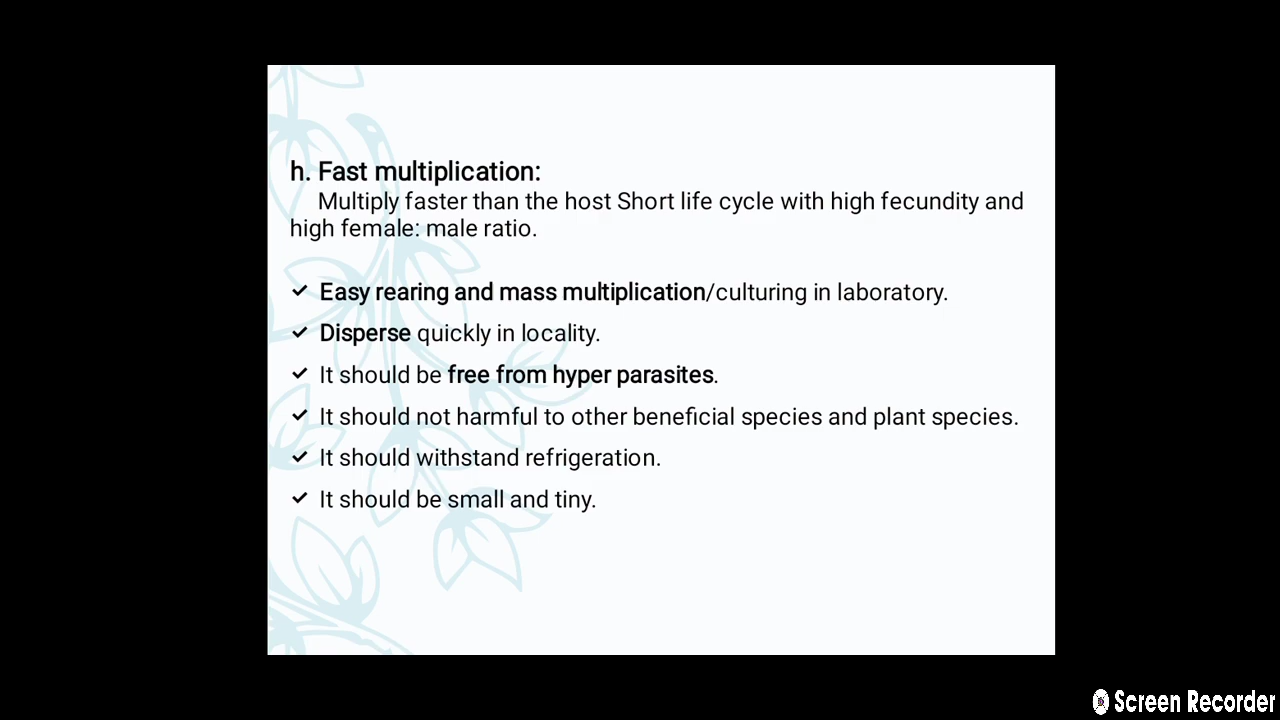 h. Fast multiplication:
Multiply faster than the host Short life cycle with high fecundity and
high female: male ratio.
✓ Easy rearing and mass multiplication/culturing in laboratory.
✓ Disperse quickly in locality.
✓ It should be free from hyper parasites.
✓ It should not harmful to other beneficial species and plant species.
✓ It should withstand refrigeration.
✓ It should be small and tiny.
Screen Recorder